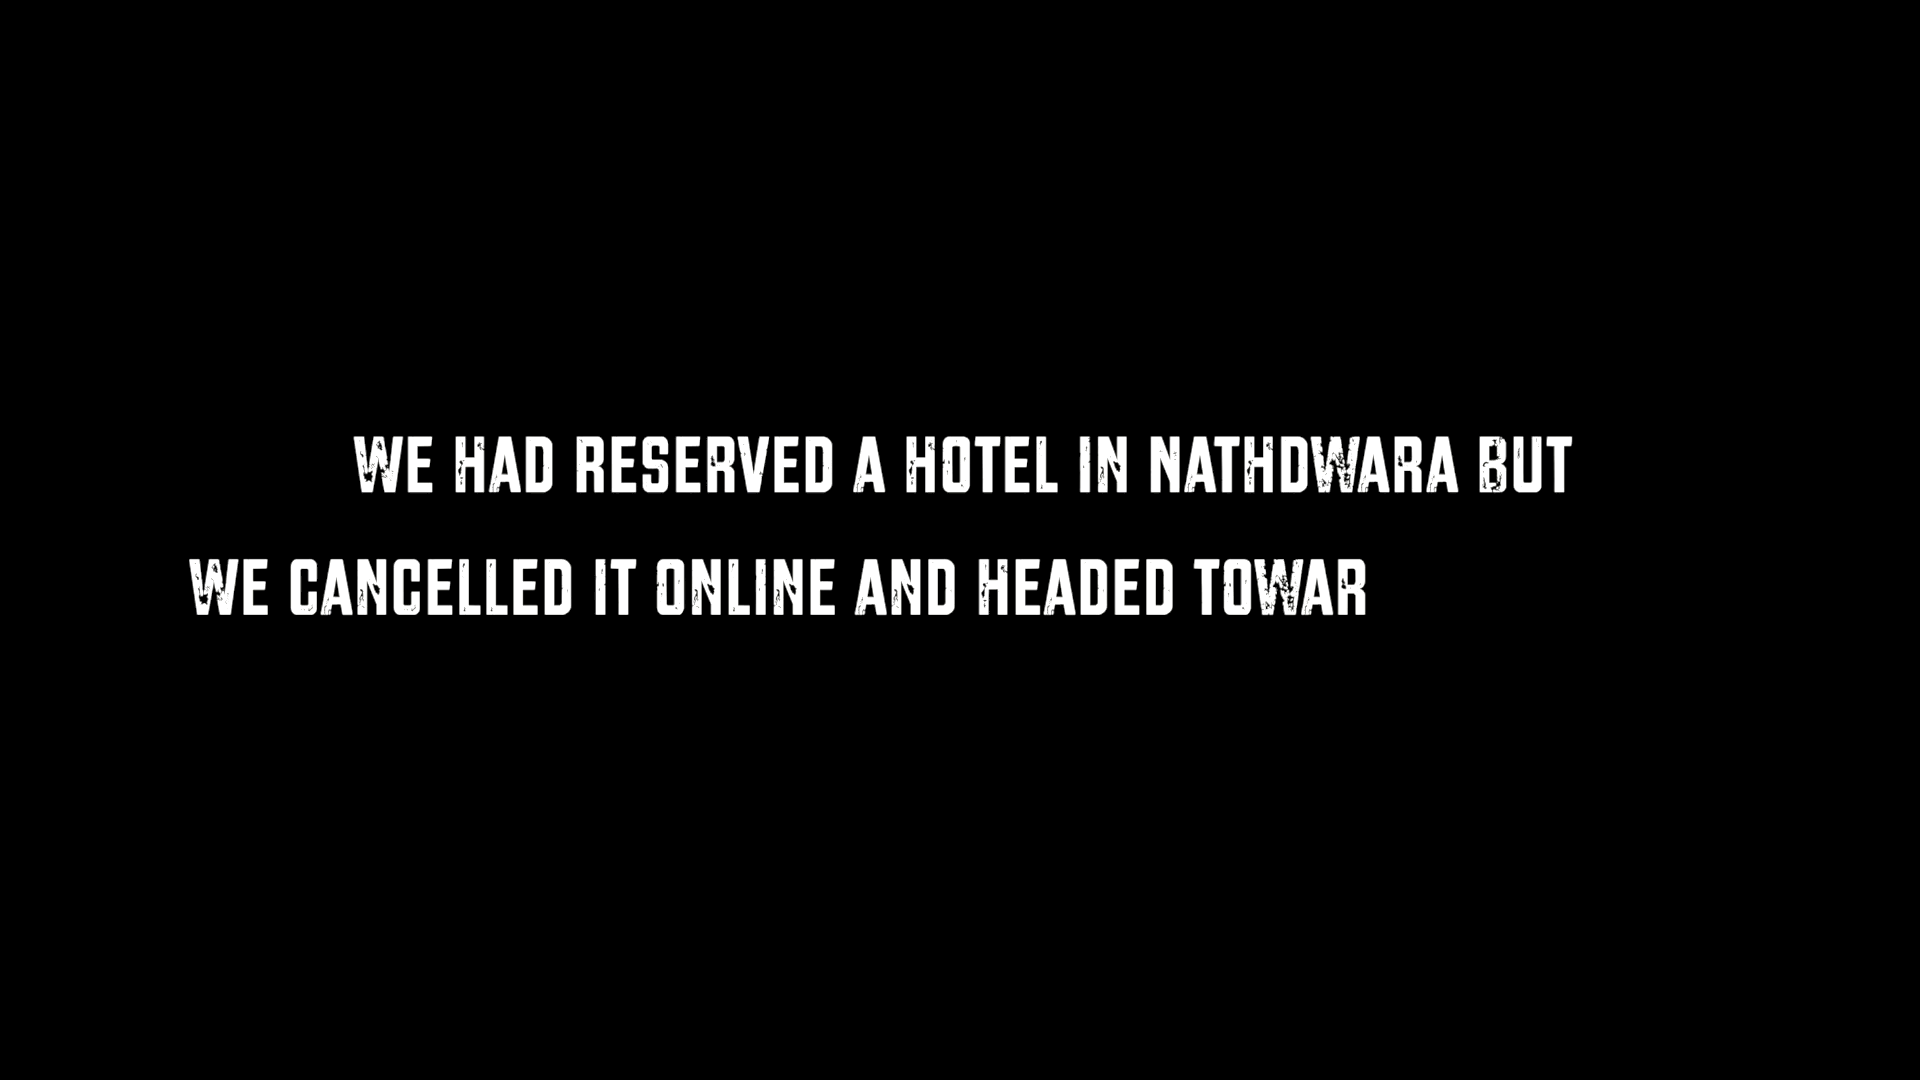 WE HAD RESERVED A HOTEL IN NATHDWARA BUT
WE CANCELLED IT ONLINE AND HEADED TOWAR